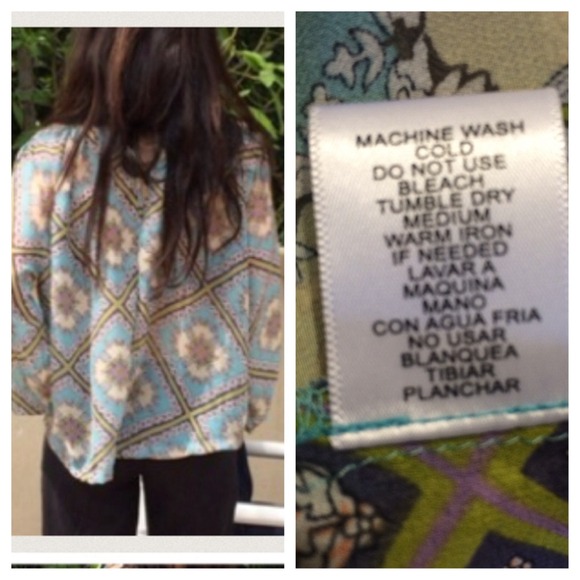 MACHINE WASH
COLD
DO NOT USE
BLEACH
TUMBLE DRY
MEDIUM
WARM IRON
IF NEEDED
LAVAR A
MAQUINA
MANO
CON AGUA FRIA
NO USAR
BLANQUEA
TIBIAR
PLANCHAR